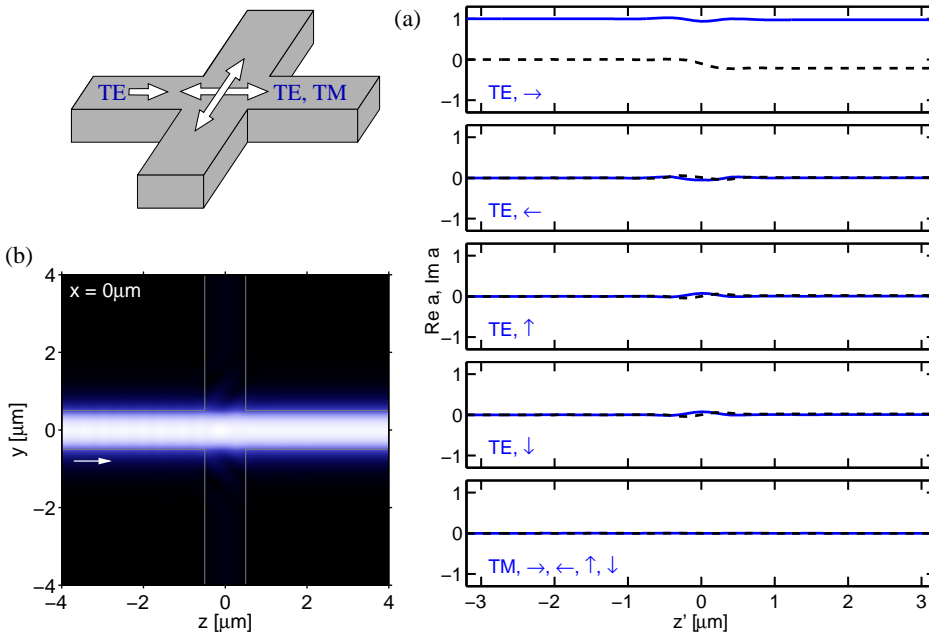 (a)
TE
TE, TM
(b)
x = 0μm
4
2
0
−2
−4
y [μm]
−4
−2
0
2
4
z [μm]
Re a, Im a
1
0
−1
TE, →
1
0
−1
TE, ←
1
0
−1
TE, ↑
1
0
−1
TE, ↓
1
0
−1
TM, →, ←, ↑, ↓
−3
−2
−1
0
1
2
3
z' [μm]